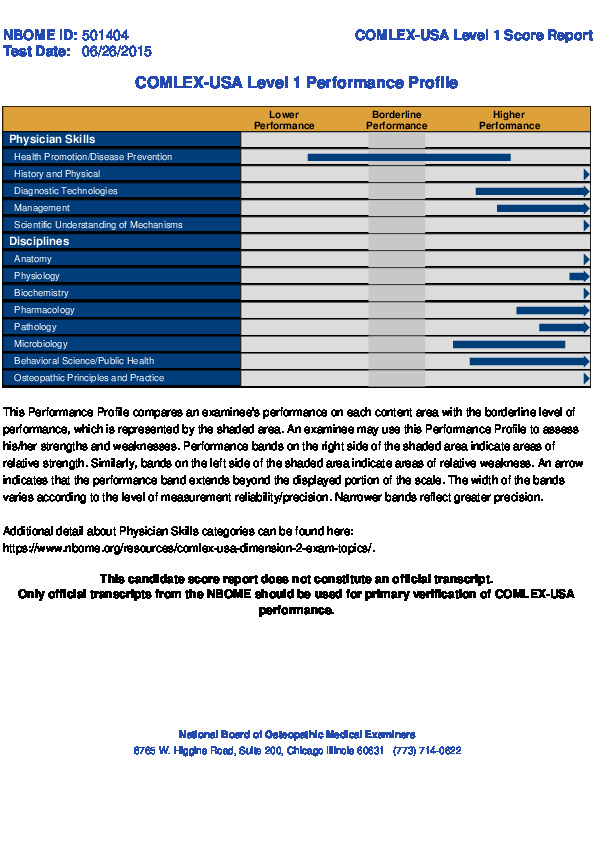 NBOME ID: 501404
COMLEX-USA Level 1 Score Report
Test Date: 06/26/2015
COMLEX-USA Level 1 Performance Profile
Lower Performance
Borderline Performance
Higher Performance
Physician Skills
Health Promotion/Disease Prevention
History and Physical
Diagnostic Technologies
Management
Scientific Understanding of Mechanisms
Disciplines
Anatomy
Physiology
Biochemistry
Pharmacology
Pathology
Microbiology
Behavioral Science/Public Health
Osteopathic Principles and Practice
This Performance Profile compares an examinee's performance on each content area with the borderline level of
performance, which is represented by the shaded area. An examinee may use this Performance Profile to assess
his/her strengths and weaknesses. Performance bands on the right side of the shaded area indicate areas of
relative strength. Similarly, bands on the left side of the shaded area indicate areas of relative weakness. An arrow
indicates that the performance band extends beyond the displayed portion of the scale. The width of the bands
varies according to the level of measurement reliability/precision. Narrower bands reflect greater precision.
Additional detail about Physician Skills categories can be found here:
https://www.nbome.org/resources/comlex-usa-dimension-2-exam-topics/.
This candidate score report does not constitute an official transcript.
Only official transcripts from the NBOME should be used for primary verification of COMLEX-USA
performance.
National Board of Osteopathic Medical Examiners
8765 W. Higgins Road, Suite 200, Chicago Illinois 60631 (773) 714-0622